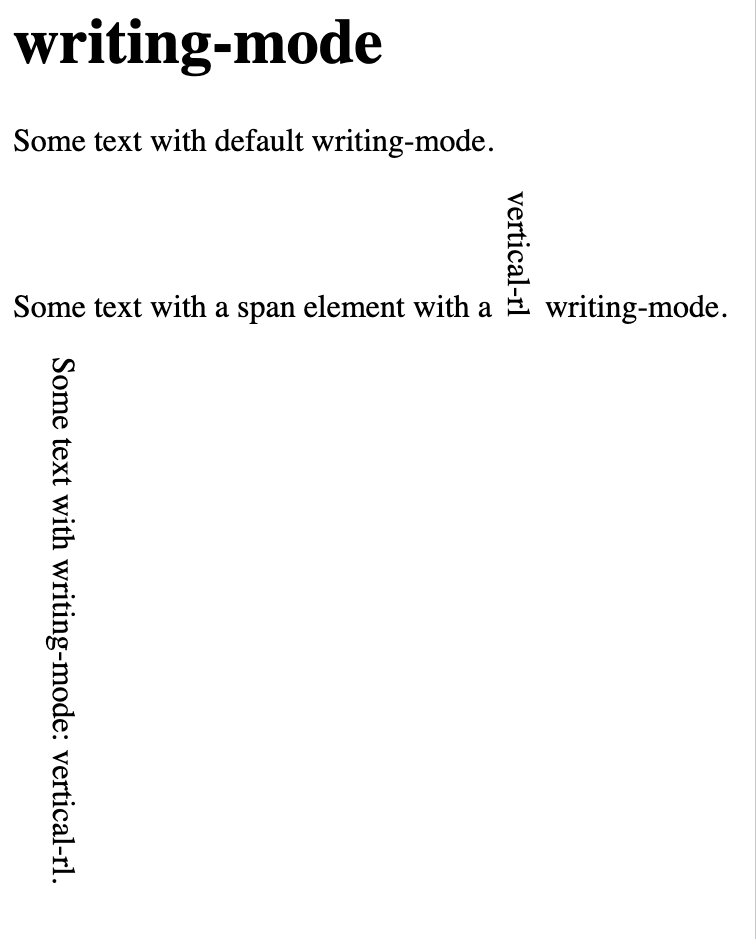 writing-mode
Some text with default writing-mode.
Some text with a span element with a vertical-rl writing-mode.
Some text with writing-mode: vertical-rl.